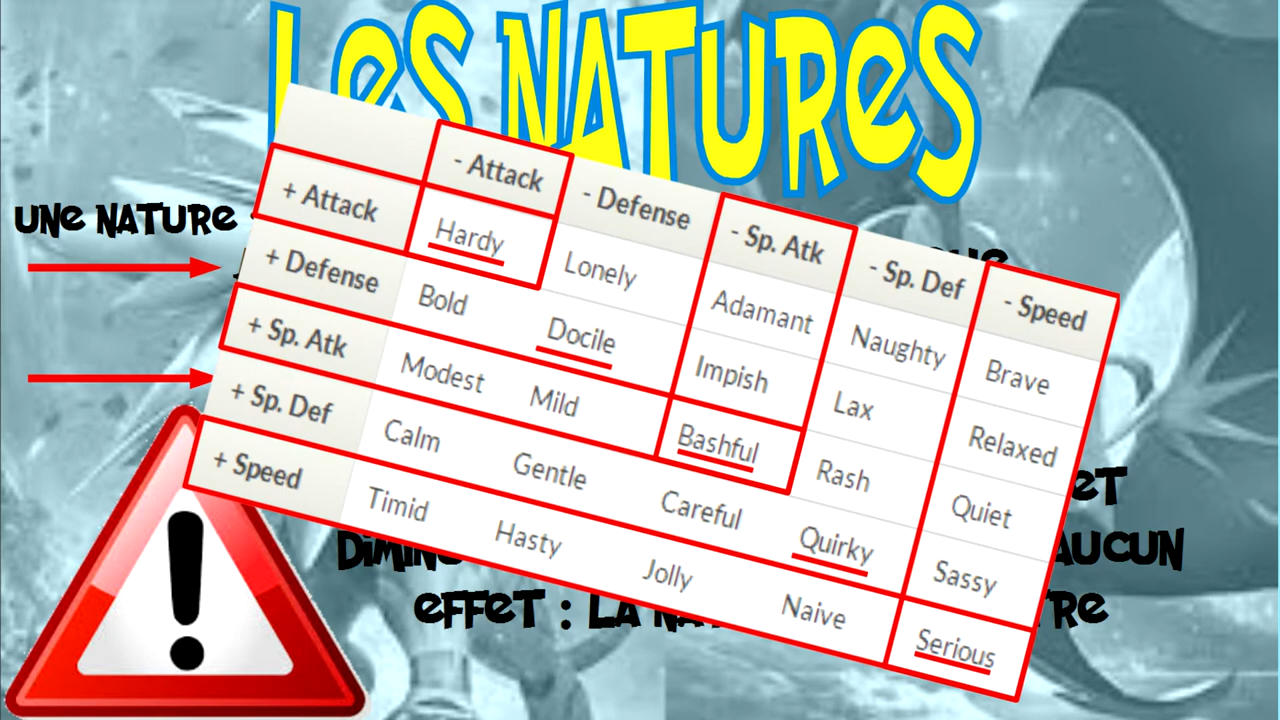 LES NATURES
UNE NATURE
- Attack - Defense - Sp. Atk - Sp. Def - Speed
+ Attack Hardy Lonely Adamant Naughty Brave
+ Defense Bold Docile Impish Lax Relaxed
+ Sp. Atk Modest Mild Bashful Rash Quiet
+ Sp. Def Calm Gentle Careful Quirky Sassy
+ Speed Timid Hasty Jolly Naive Serious
ET
AUCUN
EFFET : LA